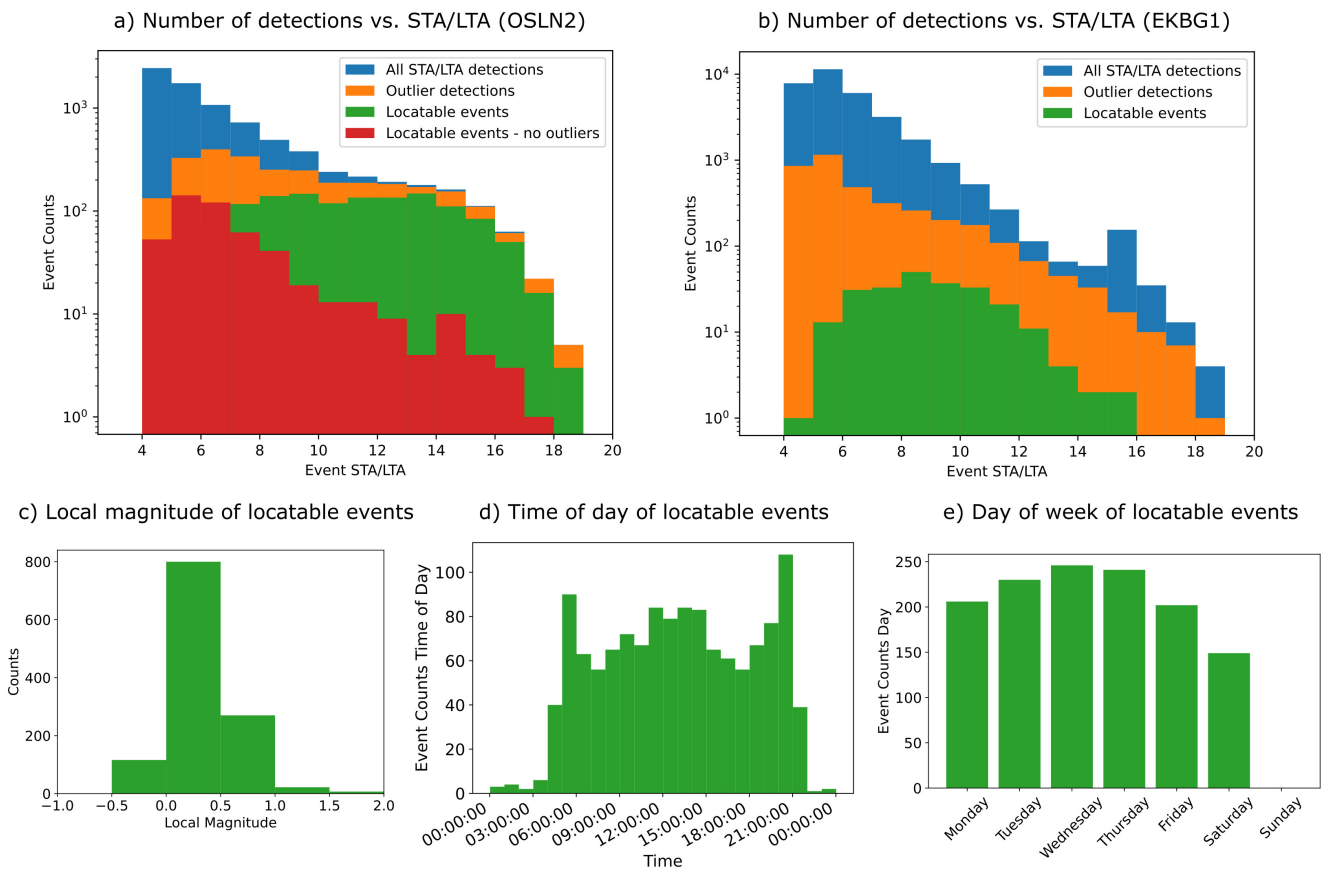 a) Number of detections vs. STA/LTA (OSLN2)
All STA/LTA detections
Outlier detections
Locatable events
Locatable events - no outliers
10³
10²
10¹
10⁰
Event Counts
4 6 8 10 12 14 16 18 20
Event STA/LTA
b) Number of detections vs. STA/LTA (EKBG1)
All STA/LTA detections
Outlier detections
Locatable events
10⁴
10³
10²
10¹
10⁰
Event Counts
4 6 8 10 12 14 16 18 20
Event STA/LTA
c) Local magnitude of locatable events
800
600
400
200
0
Counts
−1.0 −0.5 0.0 0.5 1.0 1.5 2.0
Local Magnitude
d) Time of day of locatable events
100
80
60
40
20
0
Event Counts Time of Day
00:00:00 03:00:00 06:00:00 09:00:00 12:00:00 15:00:00 18:00:00 21:00:00 00:00:00
Time
e) Day of week of locatable events
250
200
150
100
50
0
Event Counts Day
Monday Tuesday Wednesday Thursday Friday Saturday Sunday